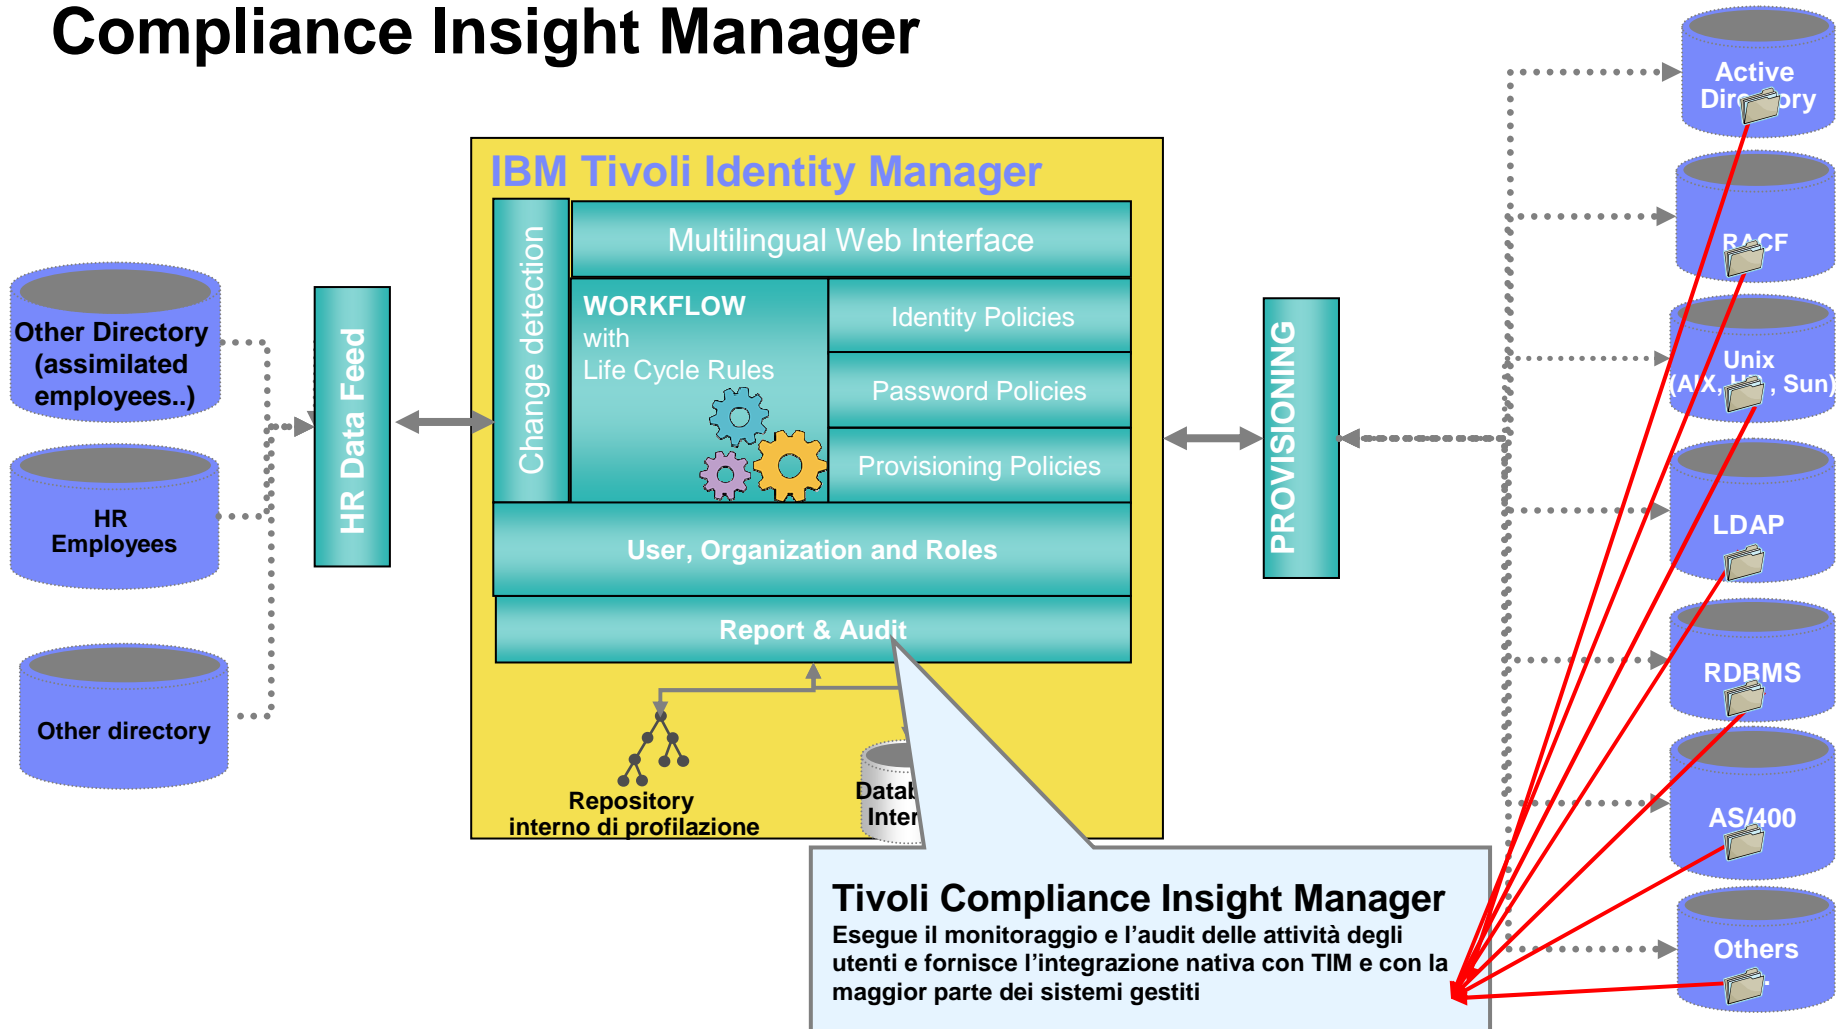 Compliance Insight Manager
IBM Tivoli Identity Manager
Change detection
Multilingual Web Interface
WORKFLOW
with
Life Cycle Rules
Identity Policies
Password Policies
Provisioning Policies
User, Organization and Roles
Report & Audit
Repository
interno di profilazione
Other Directory
(assimilated
employees..)
HR
Employees
Other directory
HR Data Feed
PROVISIONING
Active
Directory
RACF
Unix
(AIX, , Sun)
LDAP
RDBMS
AS/400
Others
Tivoli Compliance Insight Manager
Esegue il monitoraggio e l'audit delle attività degli
utenti e fornisce l'integrazione nativa con TIM e con la
maggior parte dei sistemi gestiti